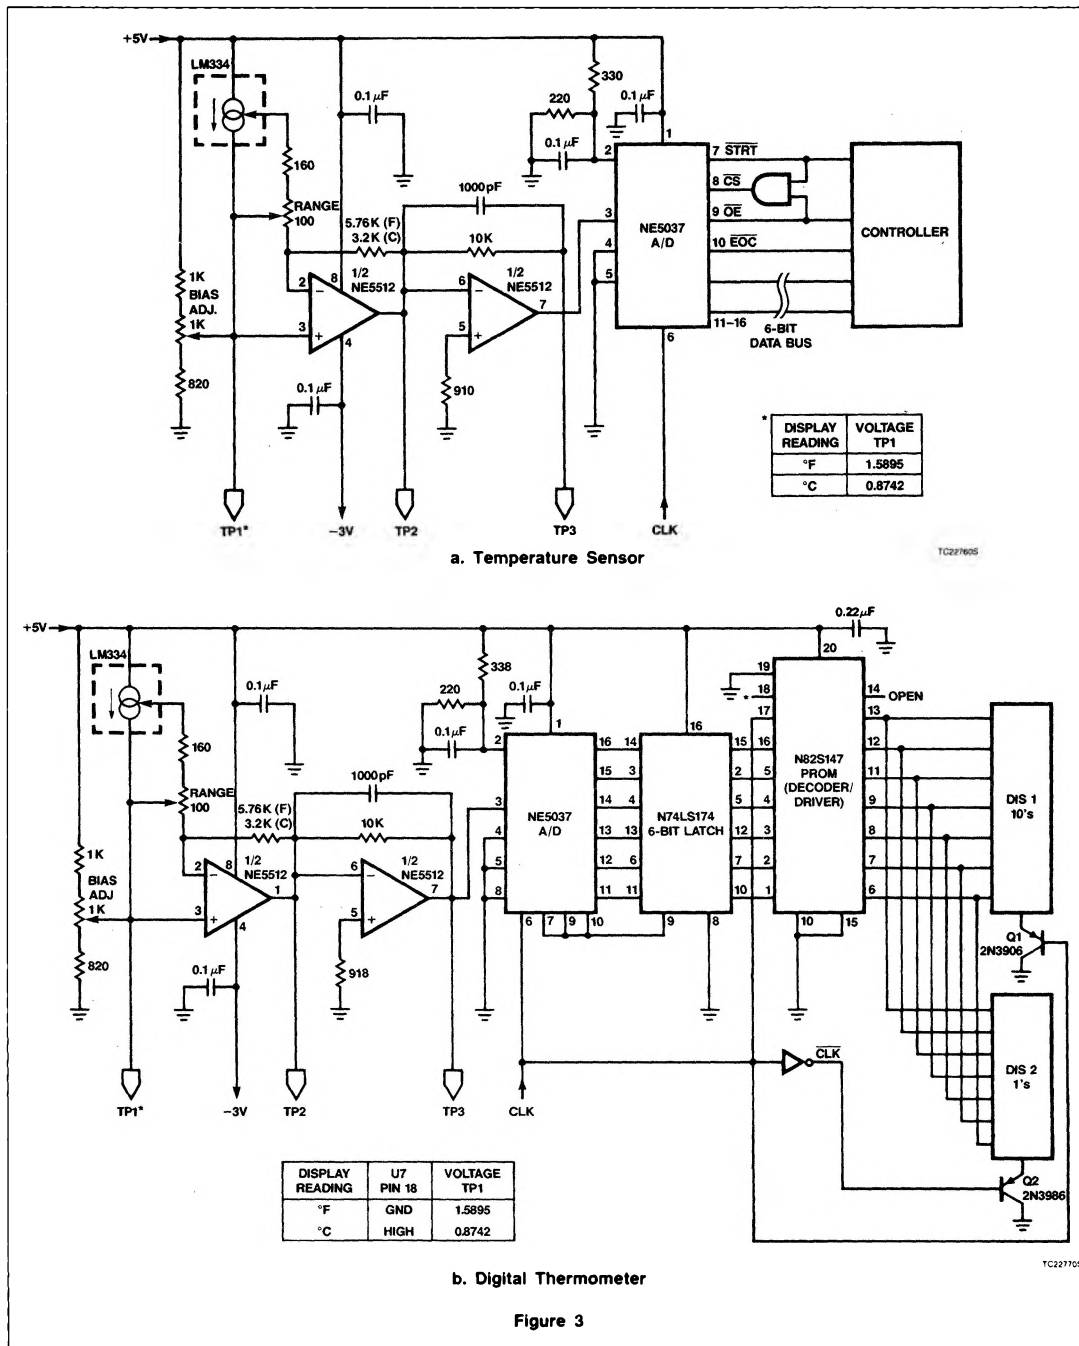 +5V
LM334
160
RANGE
100
1K
BIAS
ADJ.
1K
820
0.1 µF
5.76K (F)
3.2K (C)
1000pF
10K
1/2
NE5512
2
8
3
4
0.1 µF
6
1/2
NE5512
7
5
910
330
220
0.1 µF
0.1 µF
1
2
3
4
5
NE5037
A/D
6
7 STRT
8 CS
9 OE
10 EOC
11–16
6-BIT
DATA BUS
CONTROLLER
* DISPLAY READING VOLTAGE TP1
°F 1.5895
°C 0.8742
TP1*
−3V
TP2
TP3
CLK
a. Temperature Sensor
TC22760S
+5V
LM334
160
RANGE
100
1K
BIAS
ADJ
1K
820
0.1 µF
5.76K (F)
3.2K (C)
1000pF
10K
1/2
NE5512
2
8
1
3
4
0.1 µF
6
1/2
NE5512
7
5
918
338
220
0.1 µF
0.1 µF
1
2
3
4
5
8
NE5037
A/D
16
15
14
13
12
11
6
7
9
10
16
14
3
4
13
6
11
N74LS174
6-BIT LATCH
15
2
5
12
7
10
9
8
0.22µF
20
19
* 18
17
16
5
4
3
2
1
N82S147
PROM
(DECODER/
DRIVER)
14 OPEN
13
12
11
9
8
7
6
10
15
DIS 1
10's
Q1
2N3906
DIS 2
1's
Q2
2N3986
CLK
TP1*
−3V
TP2
TP3
CLK
DISPLAY READING U7 PIN 18 VOLTAGE TP1
°F GND 1.5895
°C HIGH 0.8742
TC22770S
b. Digital Thermometer
Figure 3